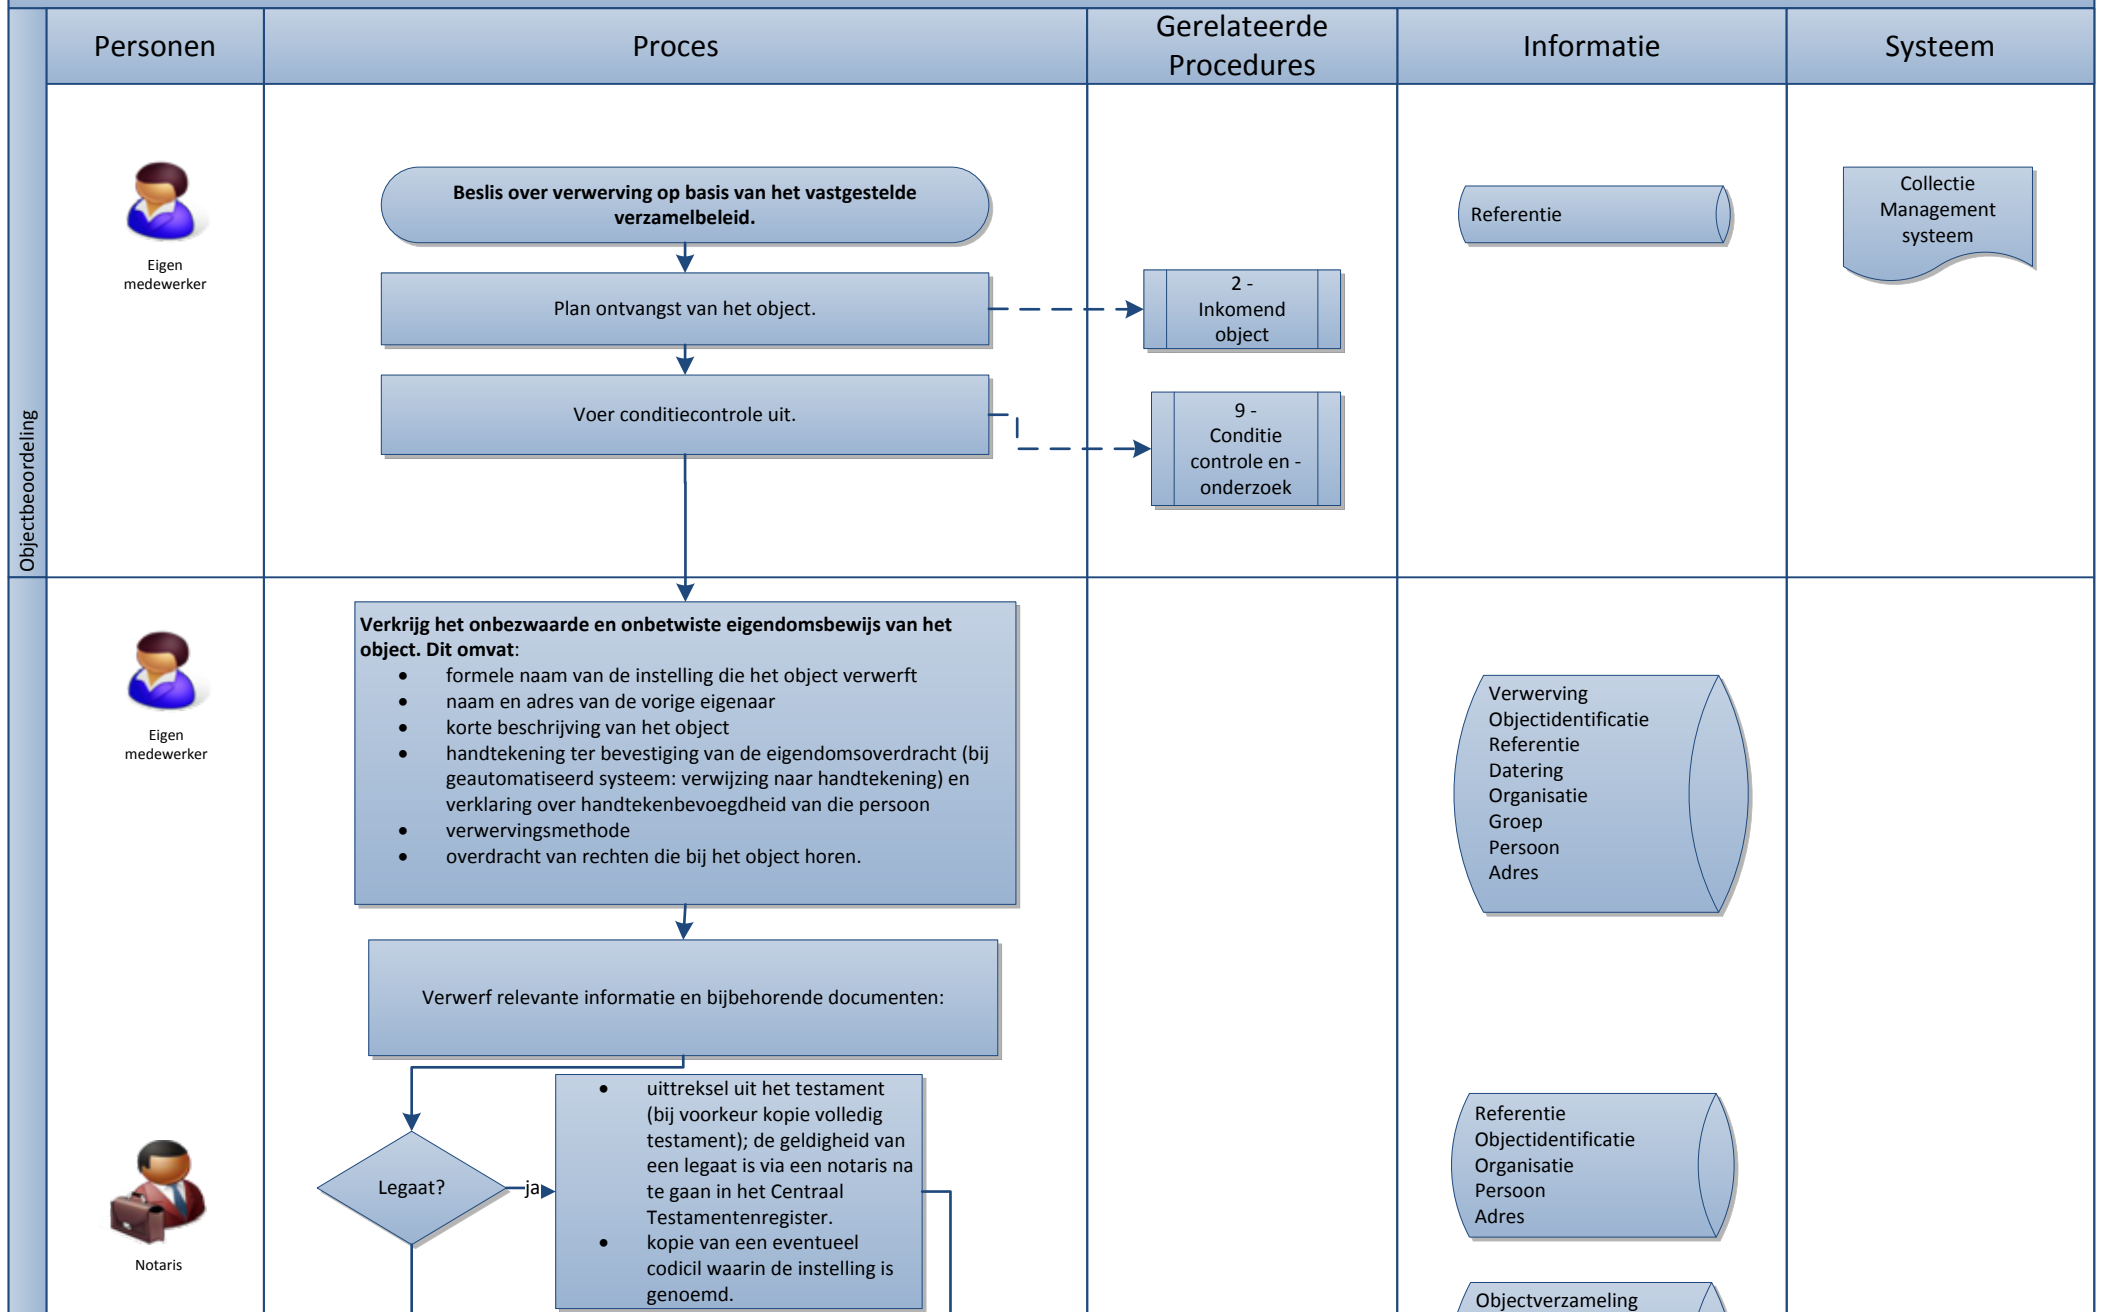 Personen
Proces
Gerelateerde
Procedures
Informatie
Systeem
Objectbeoordeling
Eigen
medewerker
Beslis over verwerving op basis van het vastgestelde
verzamelbeleid.
Referentie
Collectie
Management
systeem
Plan ontvangst van het object.
2 -
Inkomend
object
Voer conditiecontrole uit.
9 -
Conditie
controle en -
onderzoek
Eigen
medewerker
Verkrijg het onbezwaarde en onbetwiste eigendomsbewijs van het
object. Dit omvat:
• formele naam van de instelling die het object verwerft
• naam en adres van de vorige eigenaar
• korte beschrijving van het object
• handtekening ter bevestiging van de eigendomsoverdracht (bij
geautomatiseerd systeem: verwijzing naar handtekening) en
verklaring over handtekenbevoegdheid van die persoon
• verwervingsmethode
• overdracht van rechten die bij het object horen.
Verwerving
Objectidentificatie
Referentie
Datering
Organisatie
Groep
Persoon
Adres
Verwerf relevante informatie en bijbehorende documenten:
Notaris
Legaat?
ja
• uittreksel uit het testament
(bij voorkeur kopie volledig
testament); de geldigheid van
een legaat is via een notaris na
te gaan in het Centraal
Testamentenregister.
• kopie van een eventueel
codicil waarin de instelling is
genoemd.
Referentie
Objectidentificatie
Organisatie
Persoon
Adres
Objectverzameling